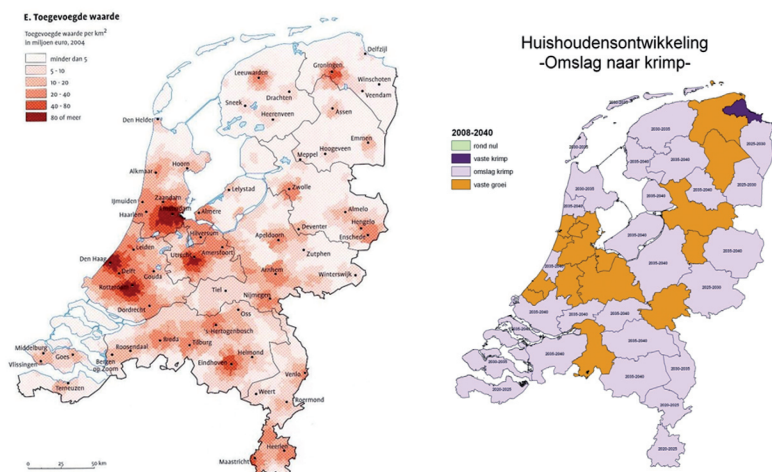 E. Toegevoegde waarde
Toegevoegde waarde per km²
in miljoen euro, 2004
minder dan 5
5 - 10
10 - 20
20 - 40
40 - 80
80 of meer
Delfzijl
Groningen
Leeuwarden
Winschoten
Veendam
Drachten
Sneek
Assen
Heerenveen
Den Helder
Emmen
Hoogeveen
Meppel
Hoorn
Alkmaar
Lelystad
Zwolle
IJmuiden
Zaandam
Amsterdam
Almere
Haarlem
Almelo
Hengelo
Deventer
Enschede
Hilversum
Apeldoorn
Leiden
Amersfoort
Utrecht
Zutphen
Den Haag
Gouda
Delft
Arnhem
Winterswijk
Rotterdam
Tiel
Nijmegen
Dordrecht
Oss
's-Hertogenbosch
Middelburg
Goes
Breda
Tilburg
Vlissingen
Roosendaal
Helmond
Bergen
op Zoom
Eindhoven
Venlo
Terneuzen
Weert
Roermond
Heerlen
Maastricht
0 25 50 km
Huishoudensontwikkeling
-Omslag naar krimp-
2008-2040
rond nul
vaste krimp
omslag krimp
vaste groei